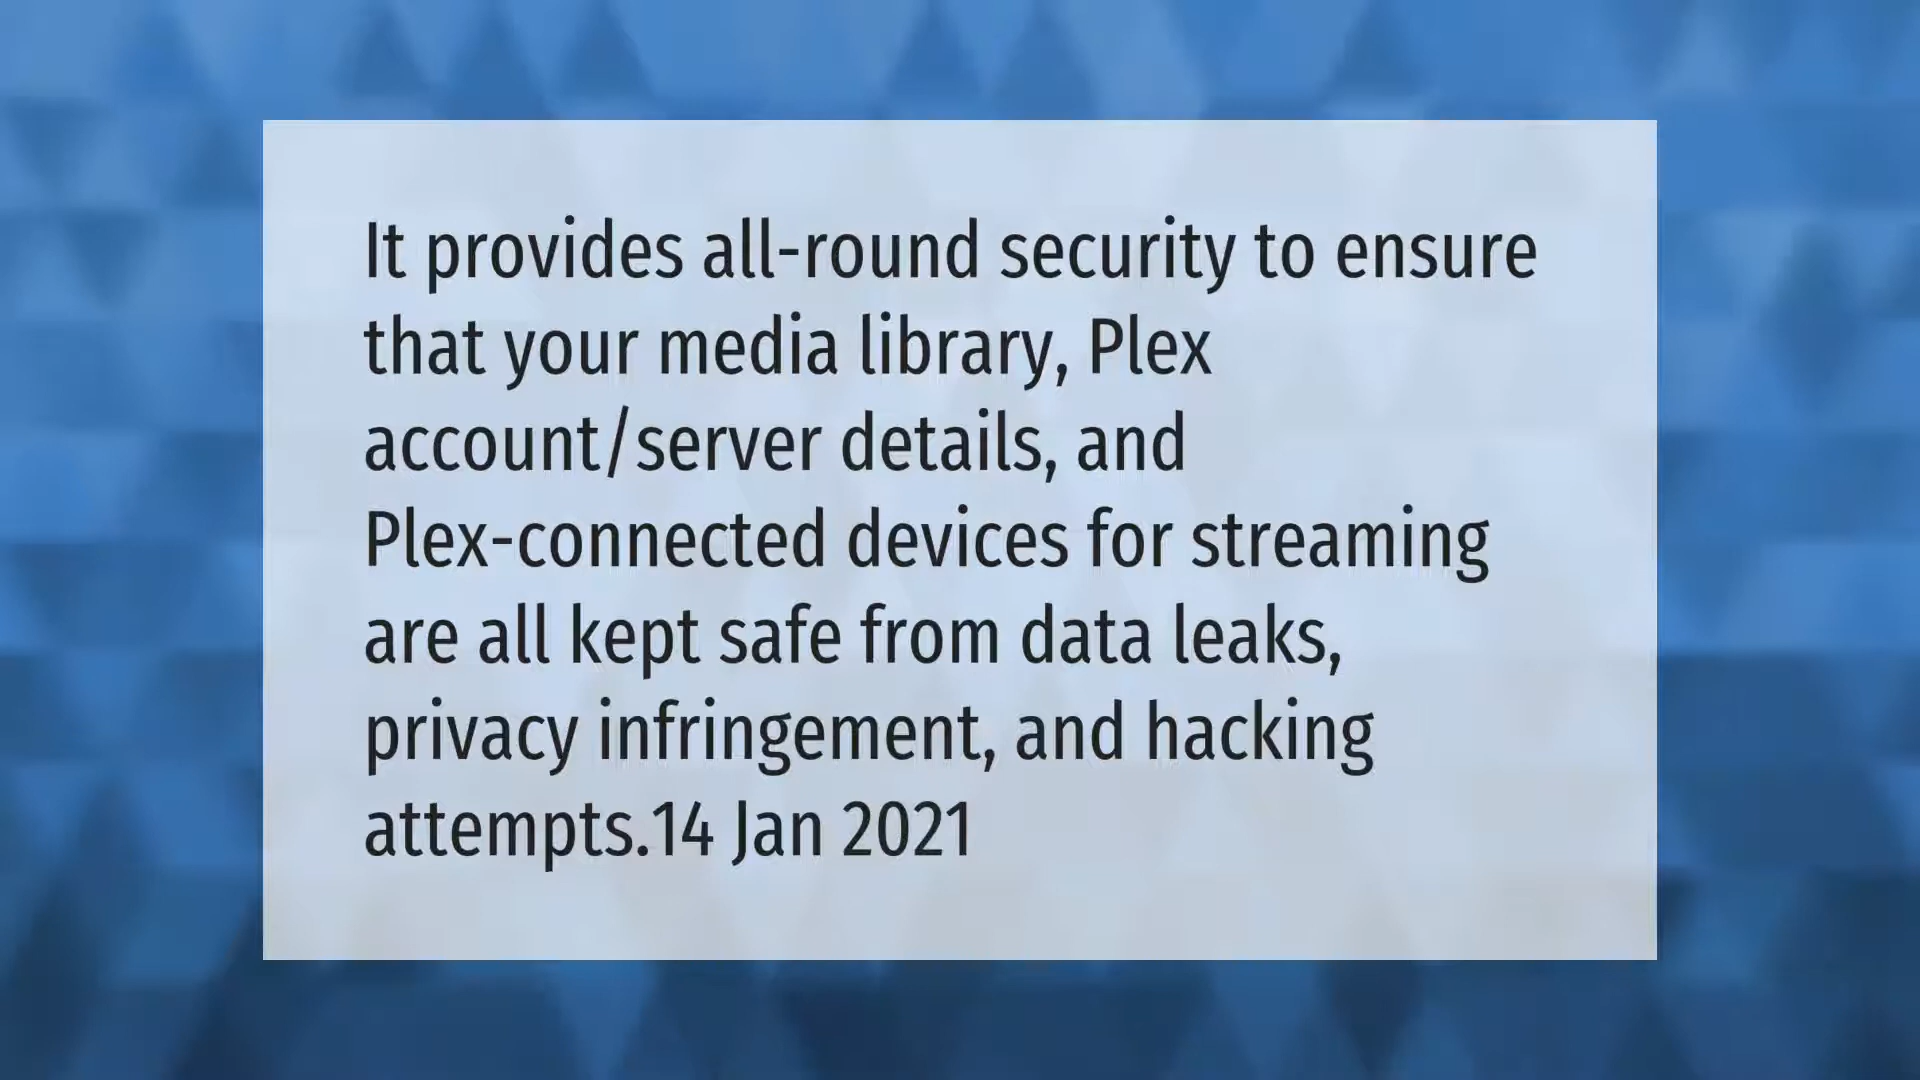 It provides all-round security to ensure
that your media library, Plex
account/server details, and
Plex-connected devices for streaming
are all kept safe from data leaks,
privacy infringement, and hacking
attempts.14 Jan 2021